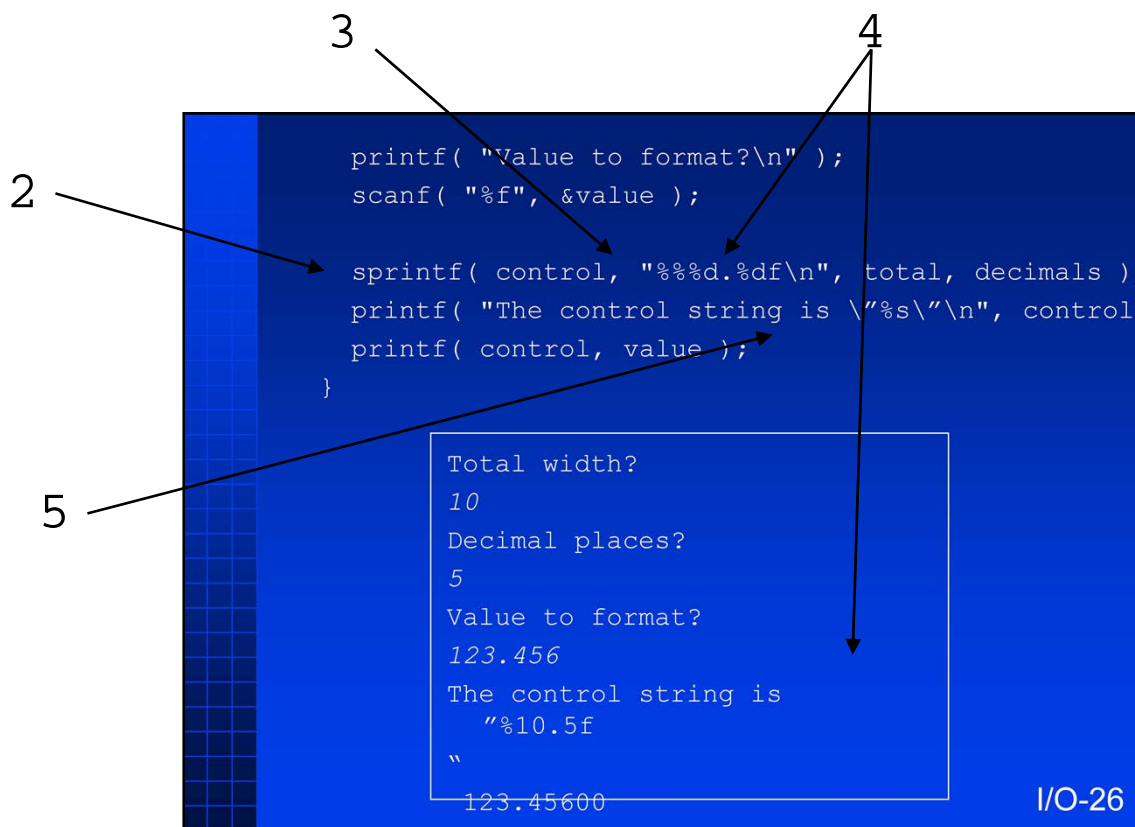 3 4
2
printf( "Value to format?\n" );
scanf( "%f", &value );
sprintf( control, "%%%d.%df\n", total, decimals )
printf( "The control string is \”%s\”\n", control
printf( control, value );
}
5
Total width?
10
Decimal places?
5
Value to format?
123.456
The control string is
”%10.5f
“
123.45600
I/O-26